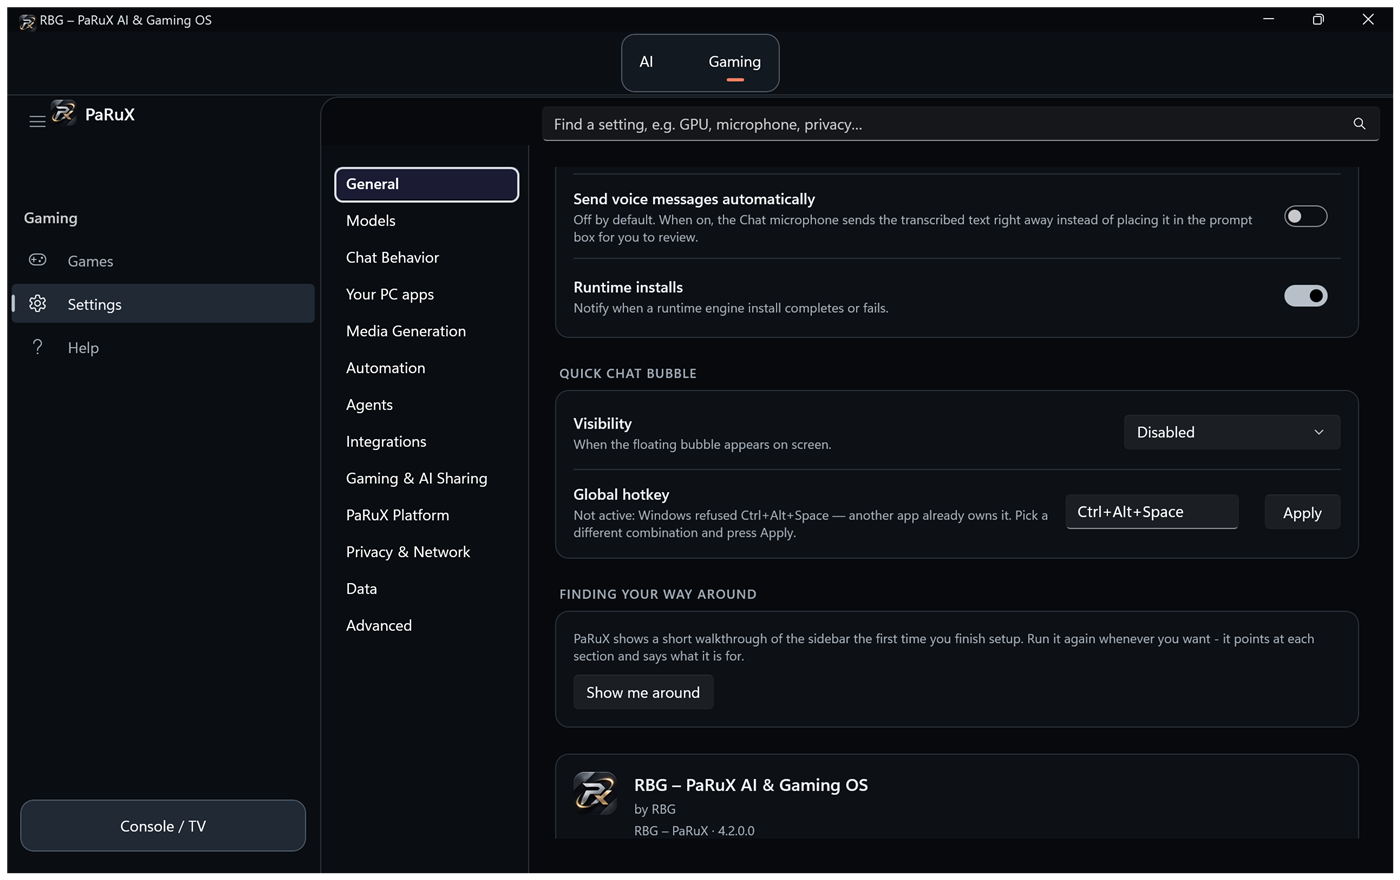 RBG – PaRuX AI & Gaming OS
AI
Gaming
PaRuX
Find a setting, e.g. GPU, microphone, privacy...
Gaming
Games
Settings
Help
Console / TV
General
Models
Chat Behavior
Your PC apps
Media Generation
Automation
Agents
Integrations
Gaming & AI Sharing
PaRuX Platform
Privacy & Network
Data
Advanced
Send voice messages automatically
Off by default. When on, the Chat microphone sends the transcribed text right away instead of placing it in the prompt
box for you to review.
Runtime installs
Notify when a runtime engine install completes or fails.
QUICK CHAT BUBBLE
Visibility
When the floating bubble appears on screen.
Disabled
Global hotkey
Not active: Windows refused Ctrl+Alt+Space — another app already owns it. Pick a
different combination and press Apply.
Ctrl+Alt+Space
Apply
FINDING YOUR WAY AROUND
PaRuX shows a short walkthrough of the sidebar the first time you finish setup. Run it again whenever you want - it points at each
section and says what it is for.
Show me around
RBG – PaRuX AI & Gaming OS
by RBG
RBG – PaRuX · 4.2.0.0